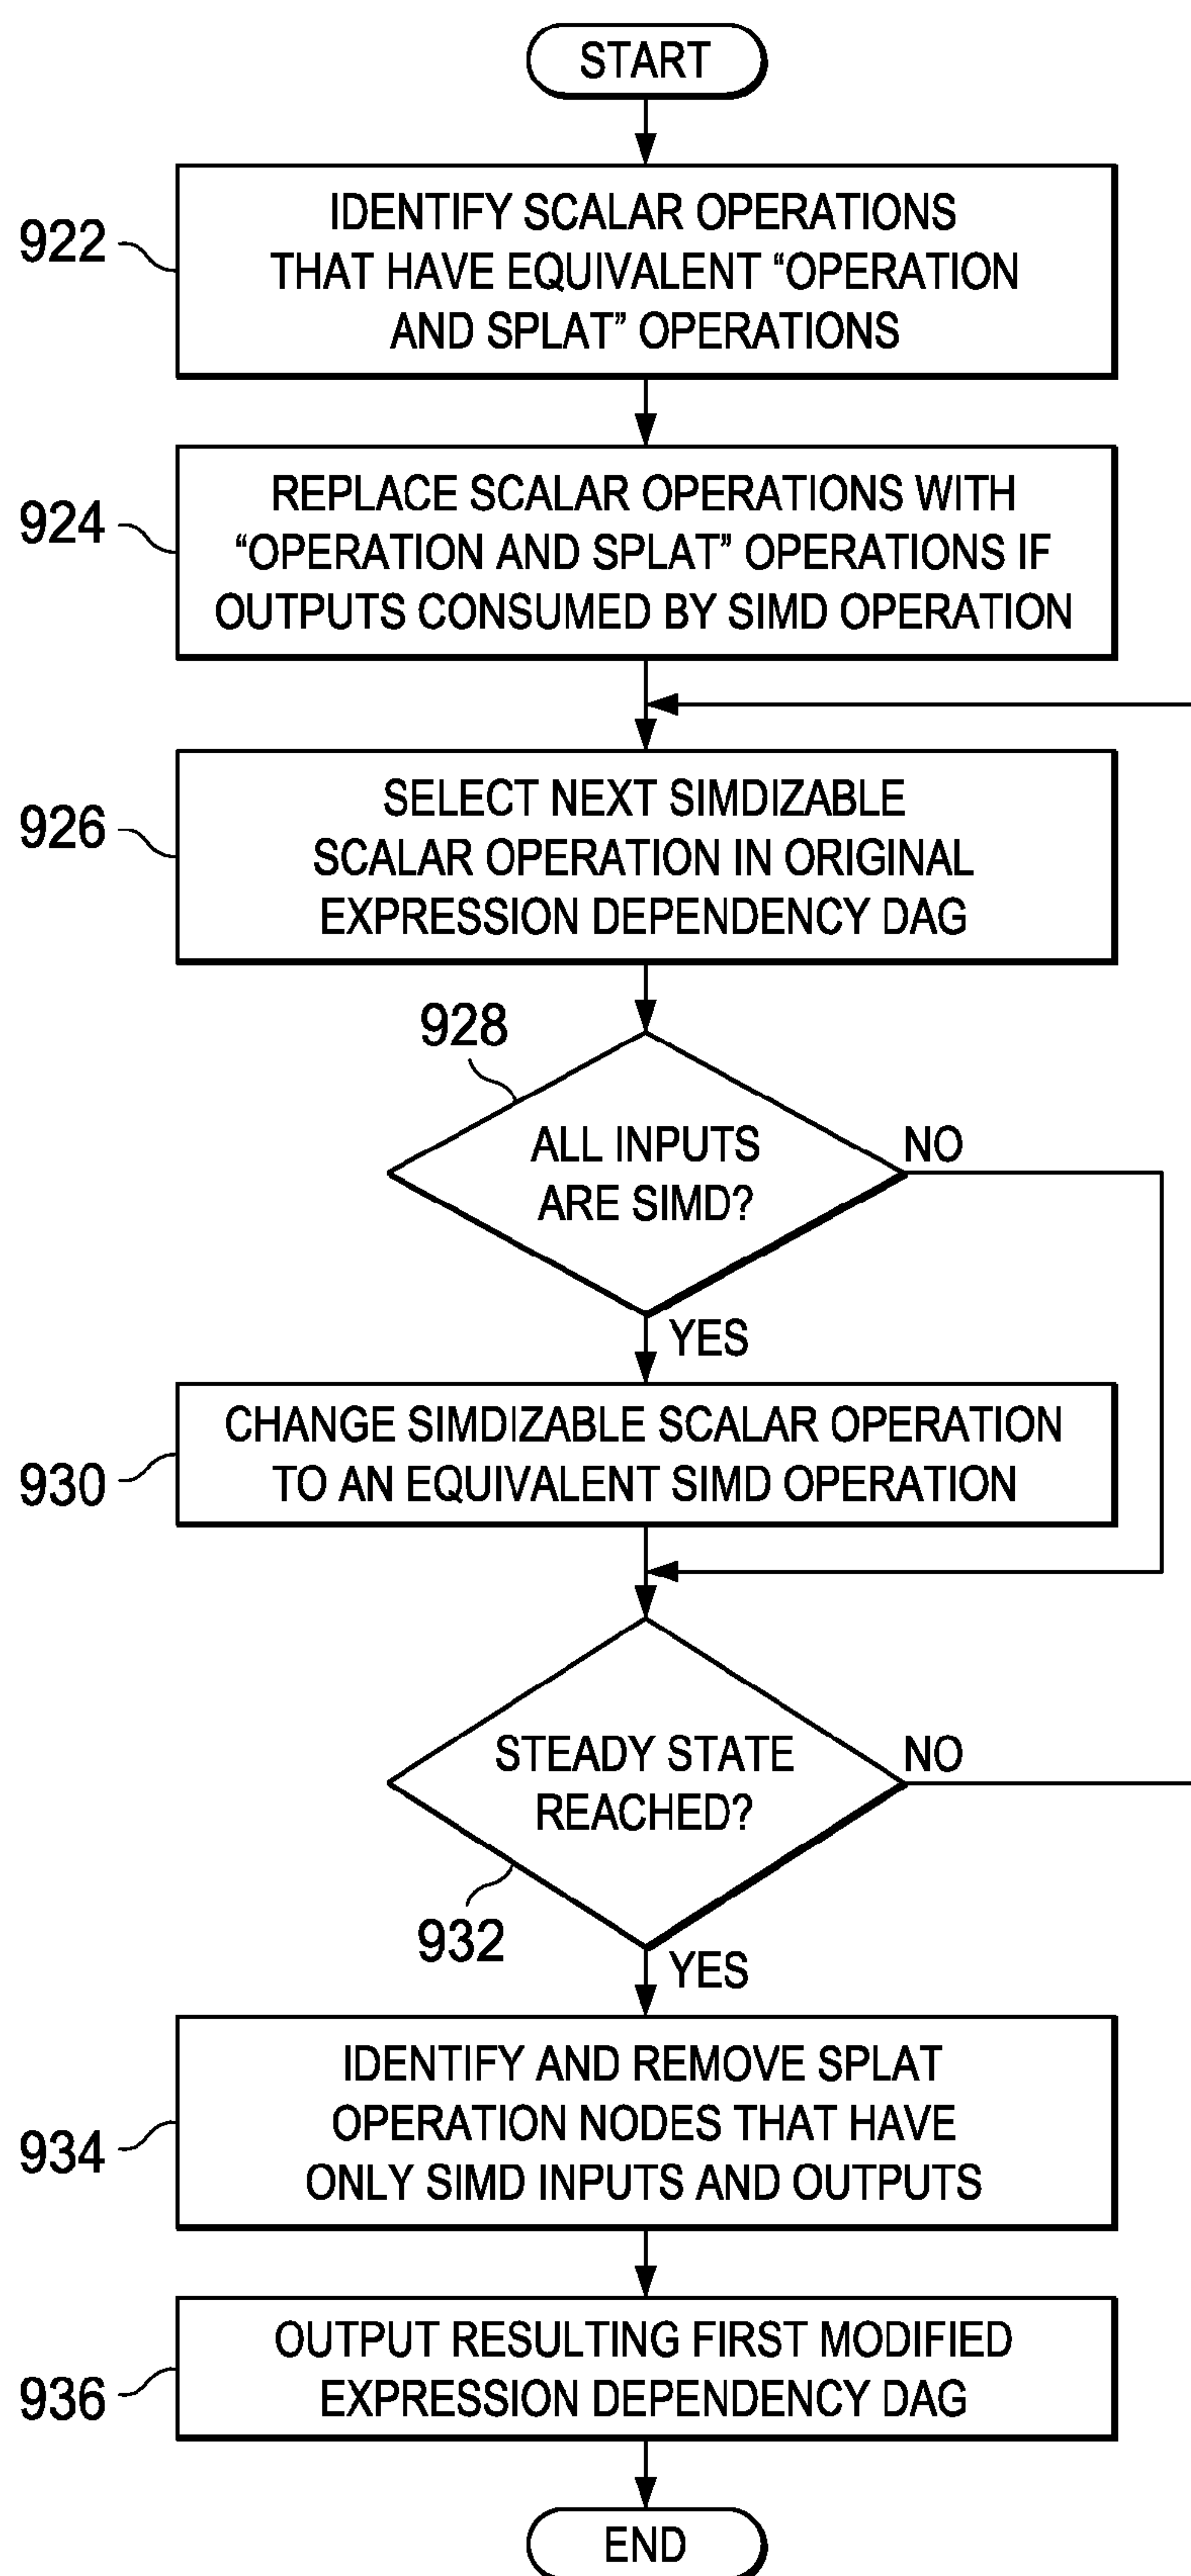 START
922
IDENTIFY SCALAR OPERATIONS
THAT HAVE EQUIVALENT “OPERATION
AND SPLAT” OPERATIONS
924
REPLACE SCALAR OPERATIONS WITH
“OPERATION AND SPLAT” OPERATIONS IF
OUTPUTS CONSUMED BY SIMD OPERATION
926
SELECT NEXT SIMDIZABLE
SCALAR OPERATION IN ORIGINAL
EXPRESSION DEPENDENCY DAG
928
ALL INPUTS
ARE SIMD?
NO
YES
930
CHANGE SIMDIZABLE SCALAR OPERATION
TO AN EQUIVALENT SIMD OPERATION
STEADY STATE
REACHED?
NO
932
YES
934
IDENTIFY AND REMOVE SPLAT
OPERATION NODES THAT HAVE
ONLY SIMD INPUTS AND OUTPUTS
936
OUTPUT RESULTING FIRST MODIFIED
EXPRESSION DEPENDENCY DAG
END